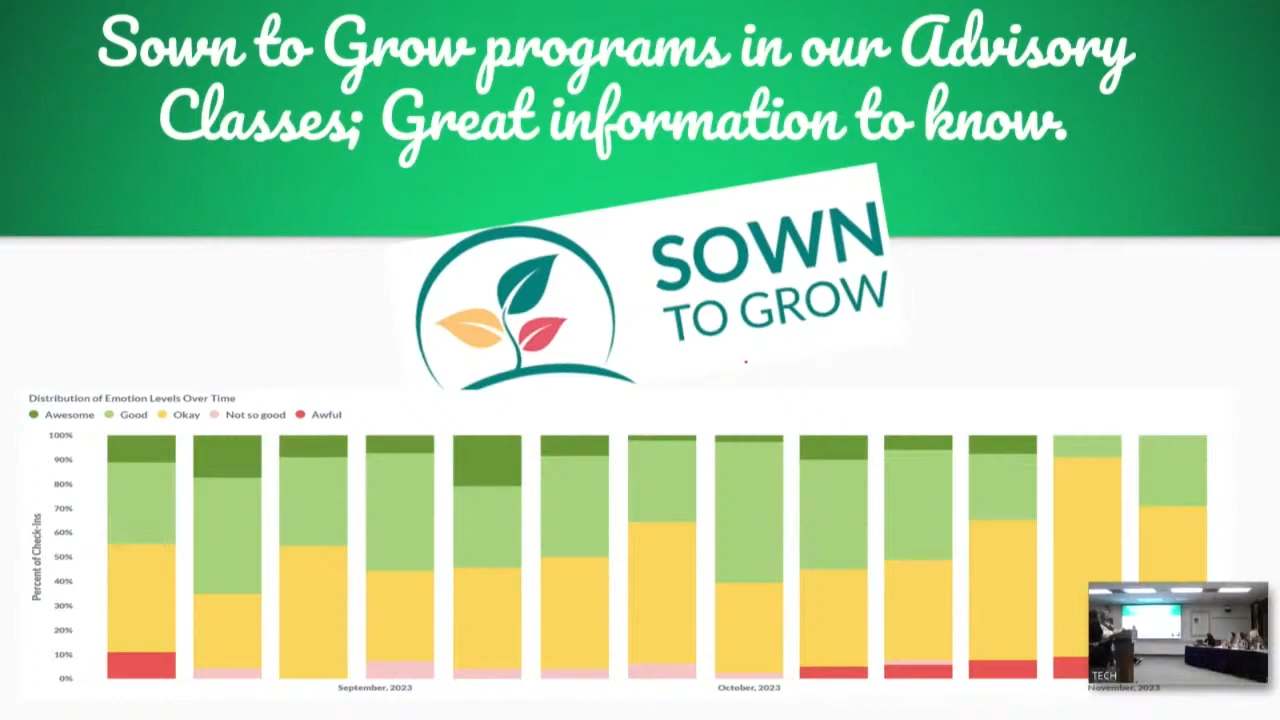 Sown to Grow programs in our Advisory
Classes; Great information to know.
SOWN
TO GROW
Distribution of Emotion Levels Over Time
Awesome Good Okay Not so good Awful
Percent of Check-ins
100%
90%
80%
70%
60%
50%
40%
30%
20%
10%
0%
September, 2023
October, 2023
November, 2023
TECH